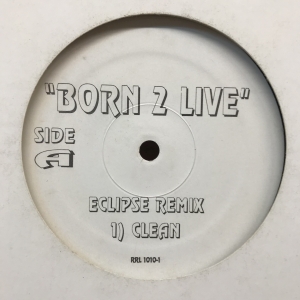 "BORN 2 LIVE"
SIDE
A
ECLIPSE REMIX
1) CLEAN
RRL 1010-1